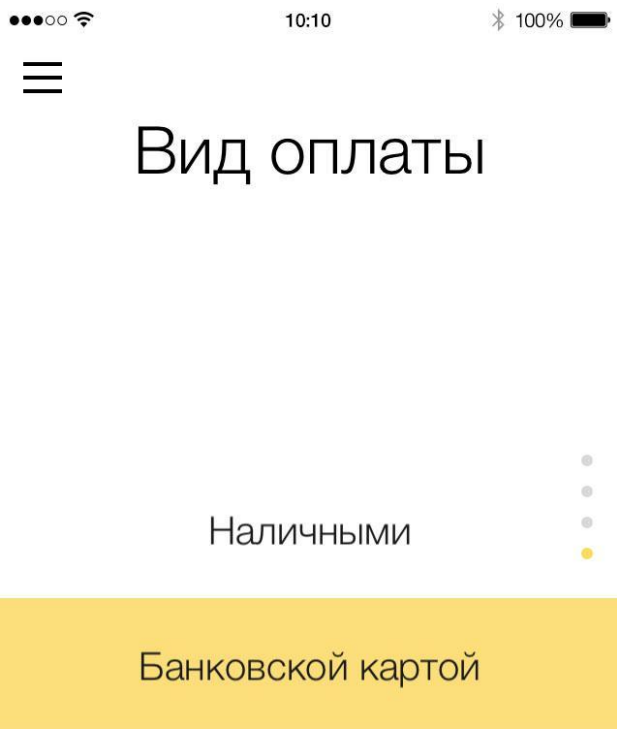 10:10
100%
Вид оплаты
Наличными
Банковской картой